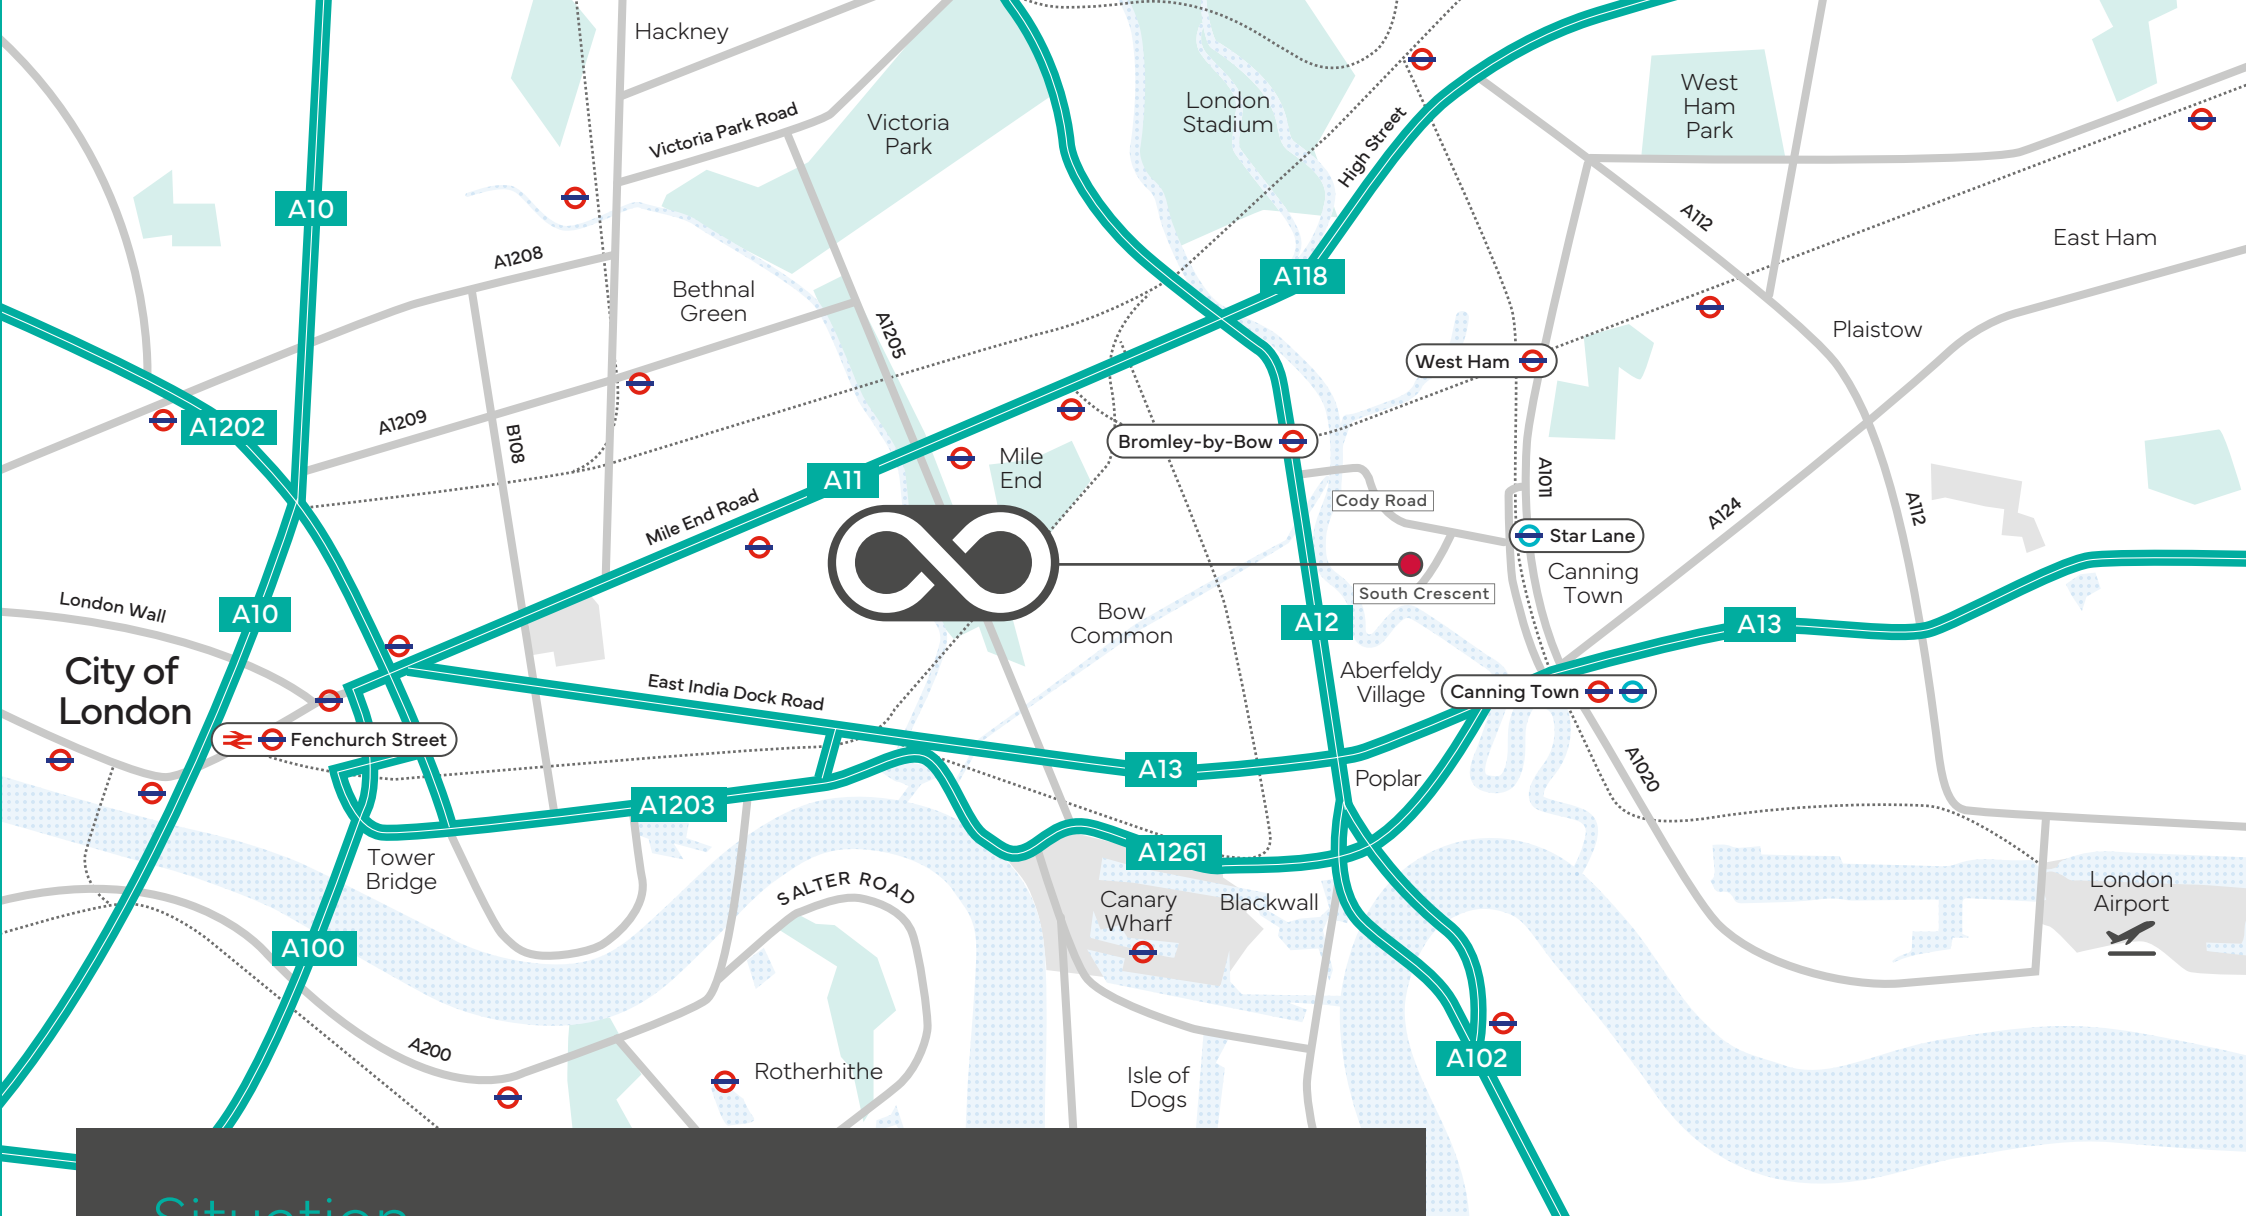 Hackney
Victoria Park Road
Victoria
Park
London
Stadium
High Street
West
Ham
Park
A10
A112
East Ham
A1208
Bethnal
Green
A1205
A118
Plaistow
West Ham
A1202
A1209
B108
A11
Mile
End
Bromley-by-Bow
Mile End Road
Cody Road
A1011
A124
A112
Star Lane
Canning
Town
South Crescent
London Wall
A10
Bow
Common
A12
A13
City of
London
East India Dock Road
Aberfeldy
Village
Canning Town
Fenchurch Street
A13
Poplar
A1020
A1203
A1261
Tower
Bridge
SALTER ROAD
Canary
Wharf
Blackwall
London
Airport
A100
A200
Rotherhithe
Isle of
Dogs
A102
Situation